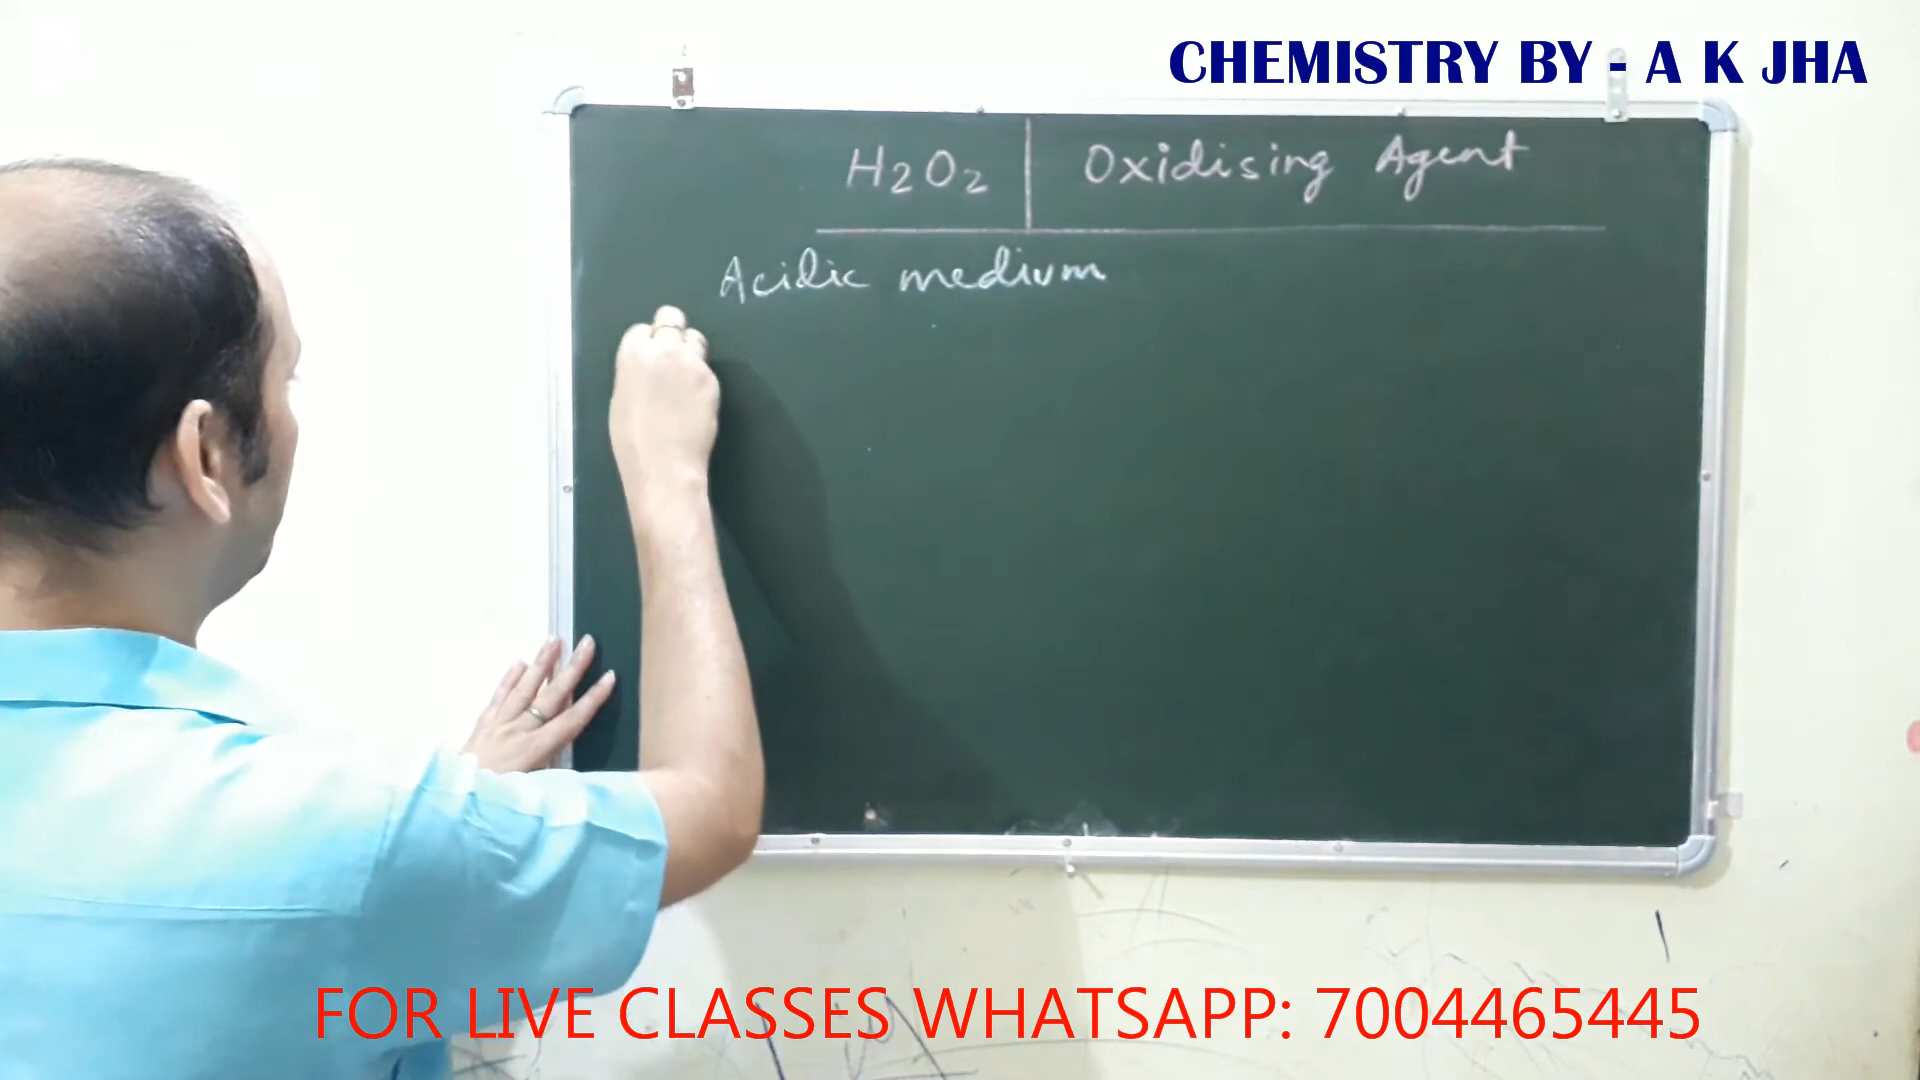 CHEMISTRY BY - A K JHA
H2O2 | Oxidising Agent
Acidic medium
FOR LIVE CLASSES WHATSAPP: 7004465445